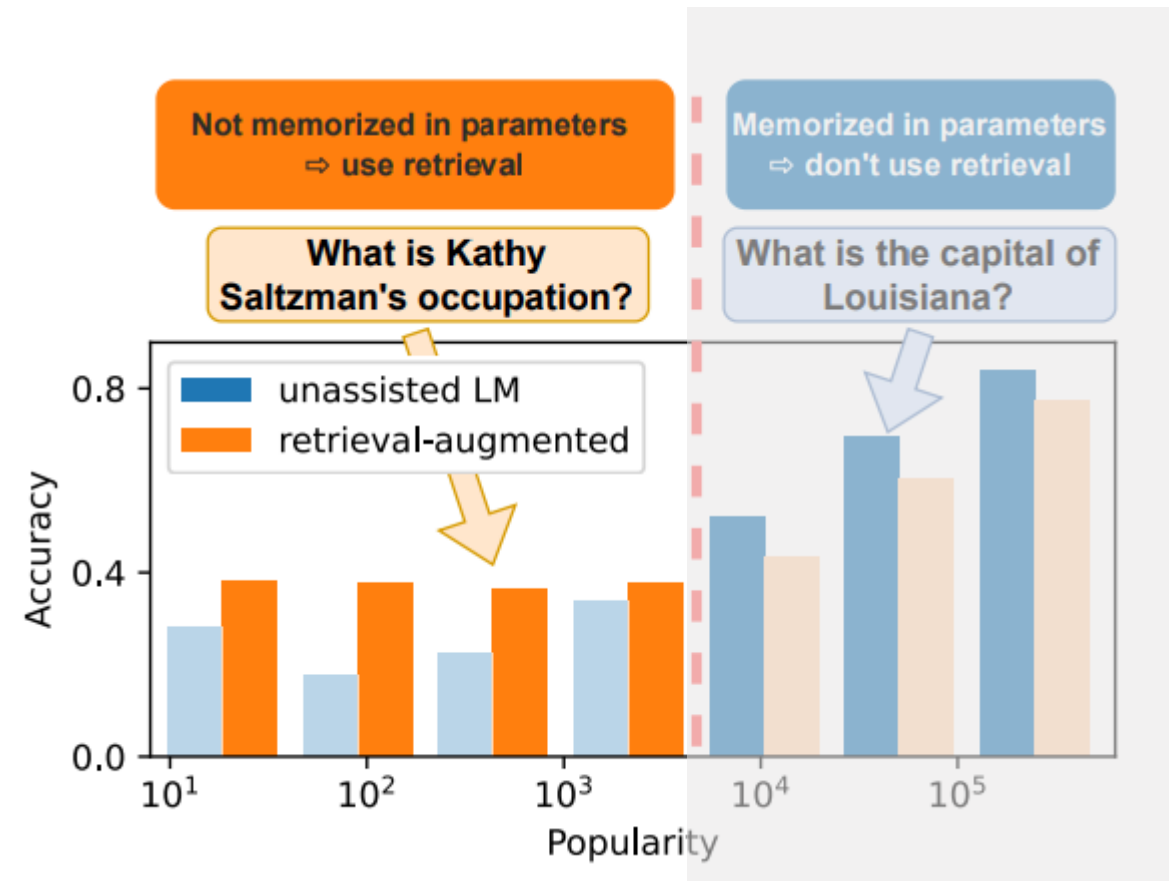 Not memorized in parameters
⇨ use retrieval
Memorized in parameters
⇨ don't use retrieval
What is Kathy
Saltzman's occupation?
What is the capital of
Louisiana?
unassisted LM
retrieval-augmented
Accuracy
0.8
0.4
0.0
10¹
10²
10³
10⁴
10⁵
Popularity